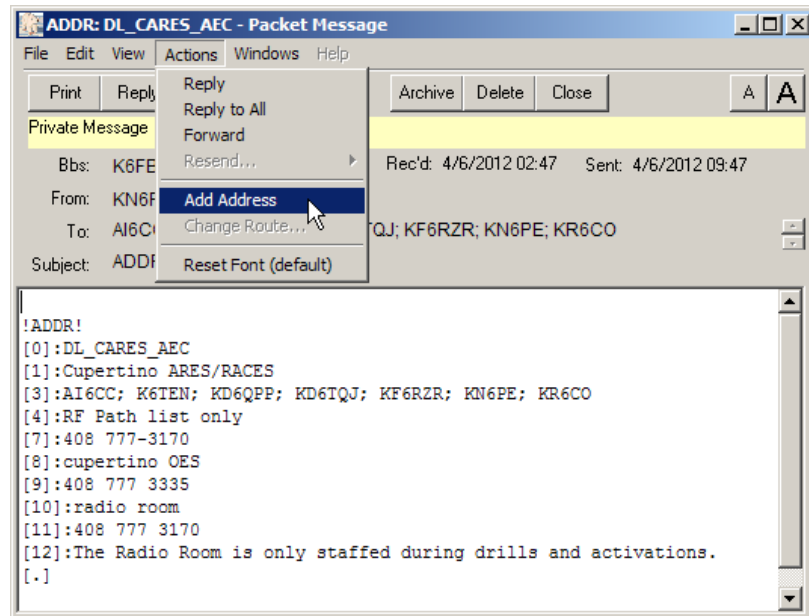 ADDR: DL_CARES_AEC - Packet Message
File Edit View Actions Windows Help
Print Reply Archive Delete Close A A
Reply
Reply to All
Forward
Resend...
Add Address
Change Route...
Reset Font (default)
Private Message
Bbs: K6FE Rec'd: 4/6/2012 02:47 Sent: 4/6/2012 09:47
From: KN6P
To: AI6C QJ; KF6RZR; KN6PE; KR6CO
Subject: ADDR
!ADDR!
[0]:DL_CARES_AEC
[1]:Cupertino ARES/RACES
[3]:AI6CC; K6TEN; KD6QPP; KD6TQJ; KF6RZR; KN6PE; KR6CO
[4]:RF Path list only
[7]:408 777-3170
[8]:cupertino OES
[9]:408 777 3335
[10]:radio room
[11]:408 777 3170
[12]:The Radio Room is only staffed during drills and activations.
[.]